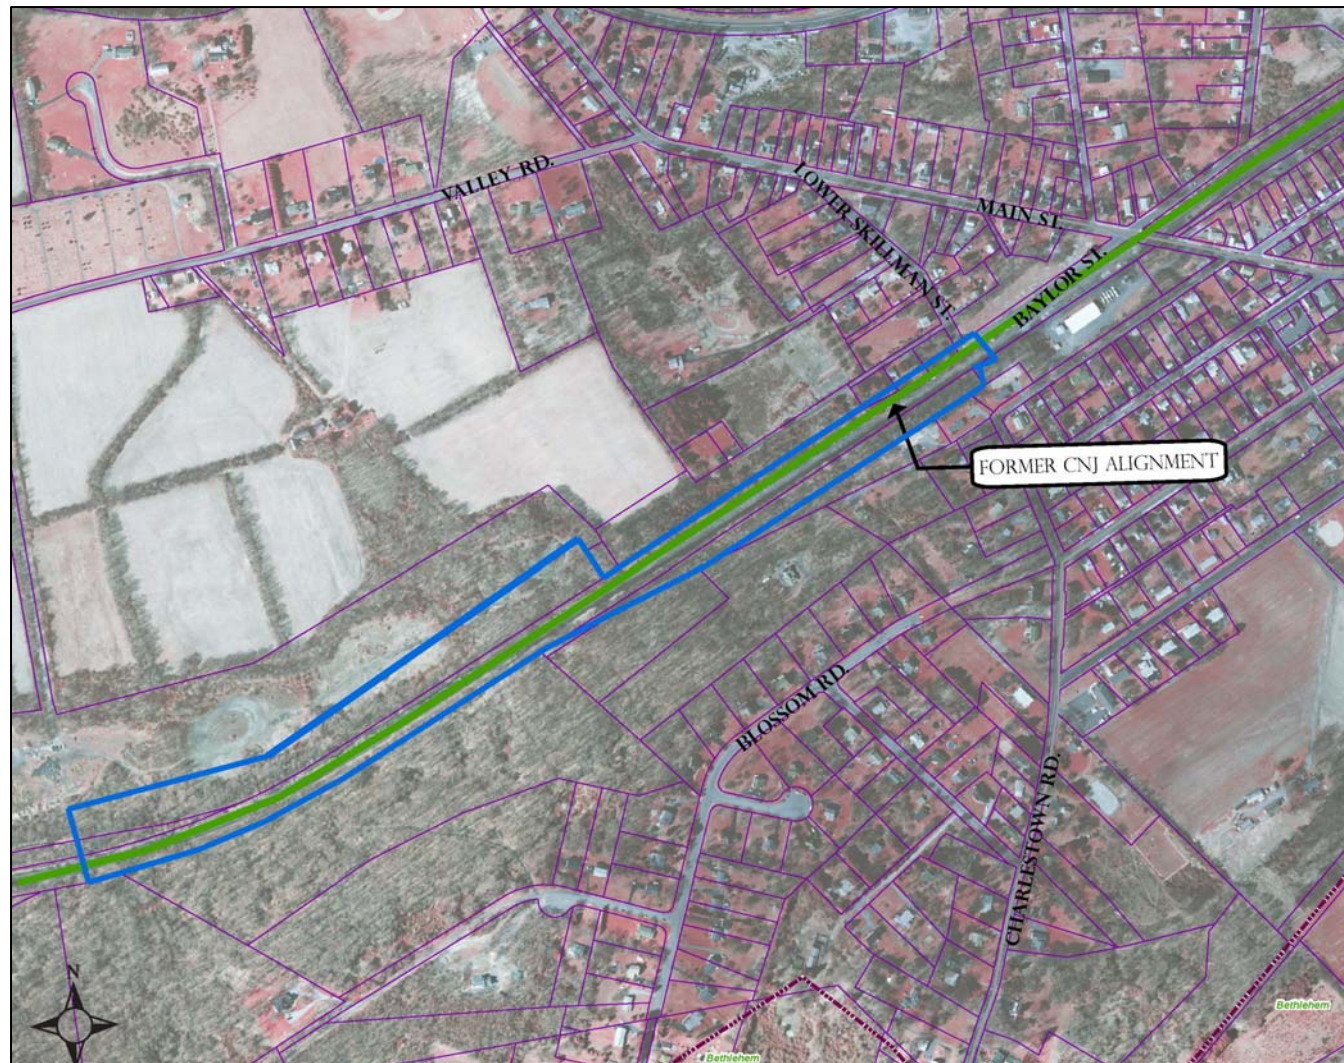 VALLEY RD.
LOWER SKILLMAN ST.
MAIN ST.
BAYLOR ST.
FORMER CNJ ALIGNMENT
BLOSSOM RD.
CHARLESTOWN RD.
N
Bethlehem
Bethlehem